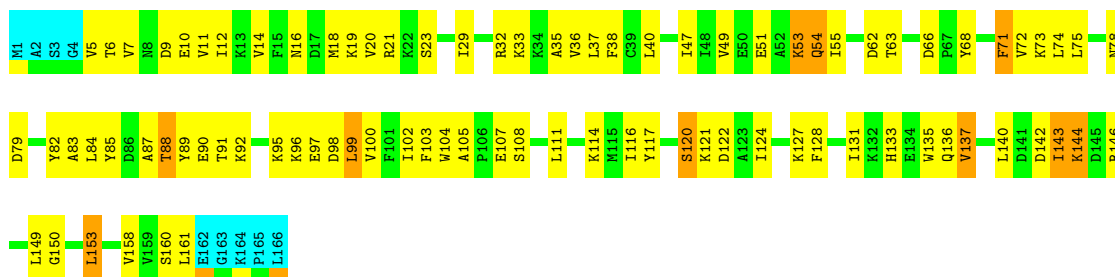 M1 A2 S3 G4 V5 T6 V7 N8 D9 E10 V11 I12 K13 V14 F15 N16 D17 M18 K19 V20 R21 K22 S23 I29 R32 K33 K34 A35 V36 L37 F38 C39 L40 I47 I48 V49 E50 E51 A52 K53 Q54 I55 D62 T63 D66 P67 Y68 F71 V72 K73 L74 L75 N78
D79 Y82 A83 L84 Y85 D86 A87 T88 Y89 E90 T91 K92 K95 K96 E97 D98 L99 V100 F101 I102 F103 W104 A105 P106 E107 S108 L111 K114 M115 I116 Y117 S120 K121 D122 A123 I124 K127 F128 I131 K132 H133 E134 W135 Q136 V137 L140 D141 D142 I143 K144 D145
L149 G150 L153 V158 V159 S160 L161 E162 G163 K164 P165 L166